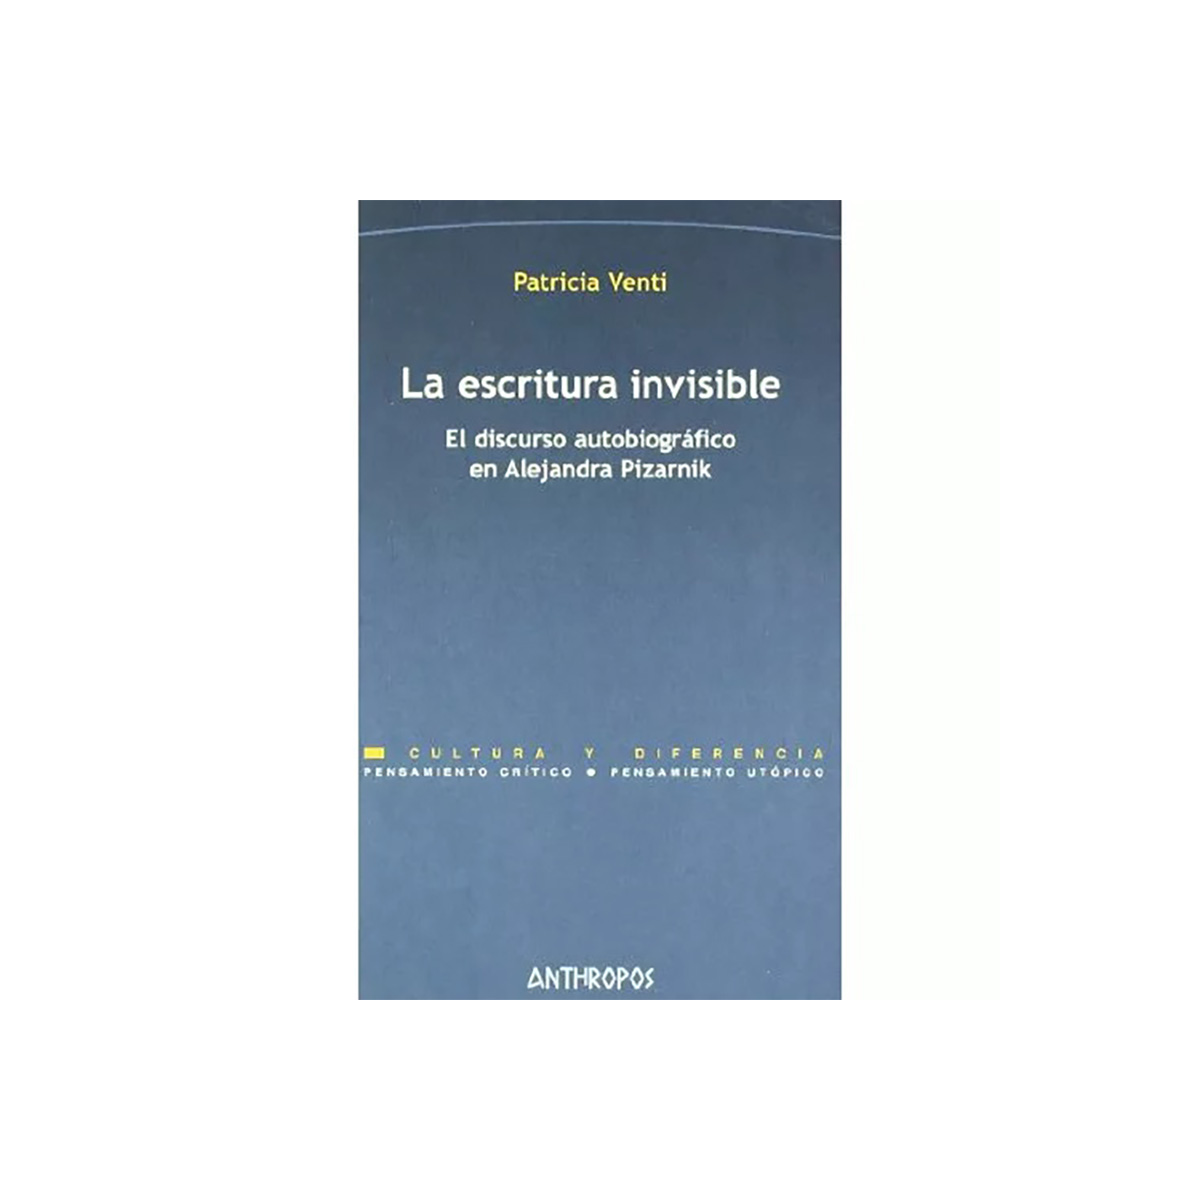 Patricia Venti
La escritura invisible
El discurso autobiográfico
en Alejandra Pizarnik
CULTURA Y DIFERENCIA
PENSAMIENTO CRÍTICO ● PENSAMIENTO UTÓPICO
ANTHROPOS